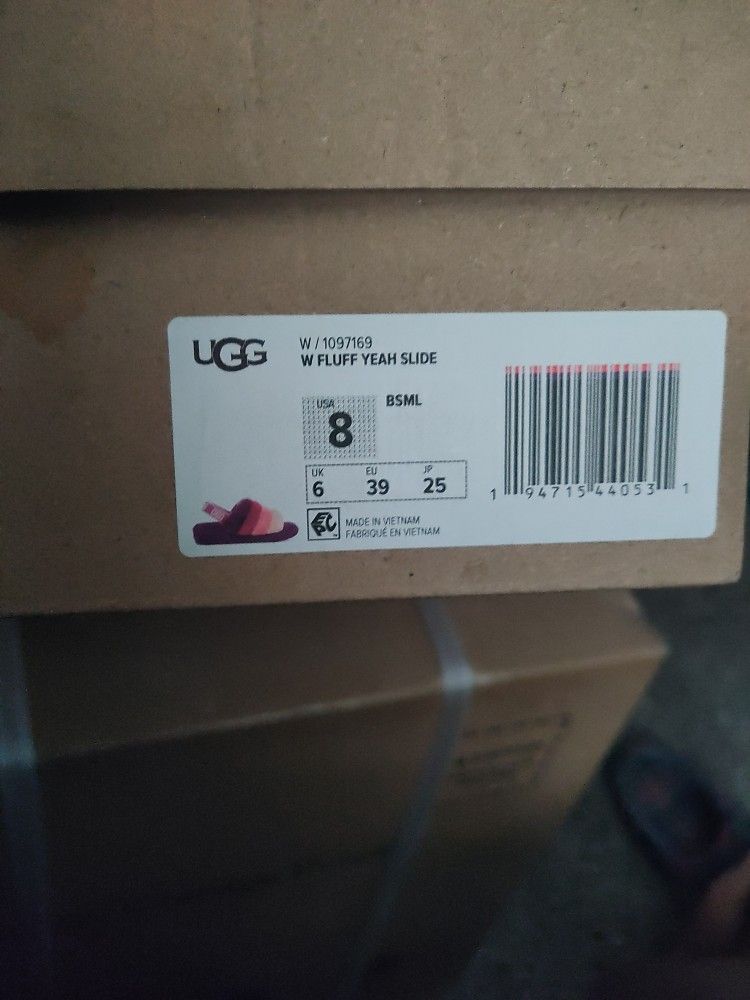 UGG
W / 1097169
W FLUFF YEAH SLIDE
USA
8
BSML
UK EU JP
6 39 25
MADE IN VIETNAM
FABRIQUÉ EN VIETNAM
1 94715 44053 1